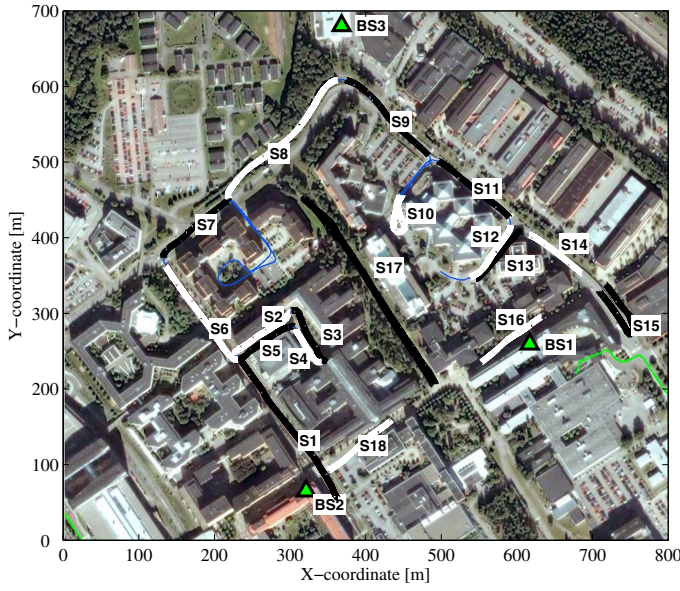 700
BS3
600
S9
S8
500
S11
S7
S10
400
S12
S14
S17
S13
300
S2
S16
S15
S6
S3
S5
S4
BS1
200
S1
S18
100
BS2
0
0 100 200 300 400 500 600 700 800
X−coordinate [m]
Y−coordinate [m]